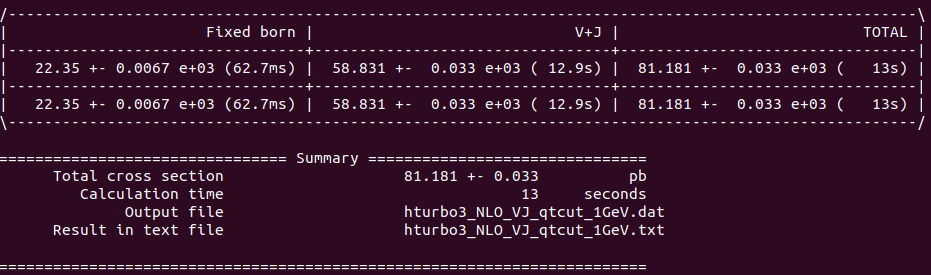 /------------------------------------------------------------------------------------------------------\
|                       Fixed born |                              V+J |                          TOTAL |
|----------------------------------+----------------------------------+--------------------------------|
|   22.35 +- 0.0067 e+03 (62.7ms) |  58.831 +-  0.033 e+03 ( 12.9s) | 81.181 +-  0.033 e+03 (   13s) |
|----------------------------------+----------------------------------+--------------------------------|
|   22.35 +- 0.0067 e+03 (62.7ms) |  58.831 +-  0.033 e+03 ( 12.9s) | 81.181 +-  0.033 e+03 (   13s) |
\------------------------------------------------------------------------------------------------------/
================================ Summary ===============================
      Total cross section                    81.181 +- 0.033          pb
         Calculation time                                 13     seconds
              Output file                    hturbo3_NLO_VJ_qtcut_1GeV.dat
      Result in text file                    hturbo3_NLO_VJ_qtcut_1GeV.txt
========================================================================